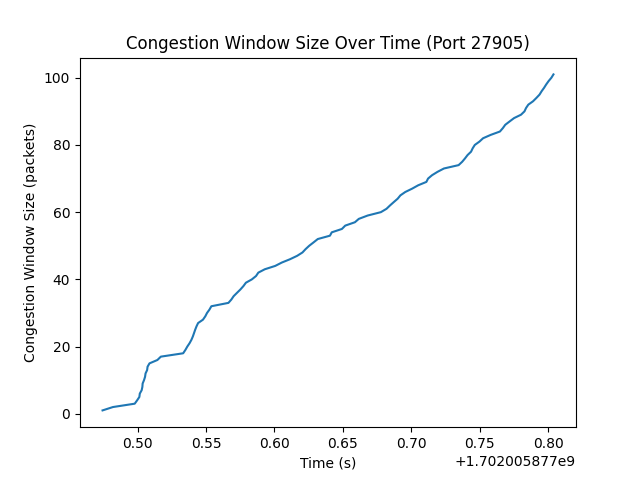 Congestion Window Size Over Time (Port 27905)
Congestion Window Size (packets)
100
80
60
40
20
0
0.50 0.55 0.60 0.65 0.70 0.75 0.80
Time (s)
+1.702005877e9